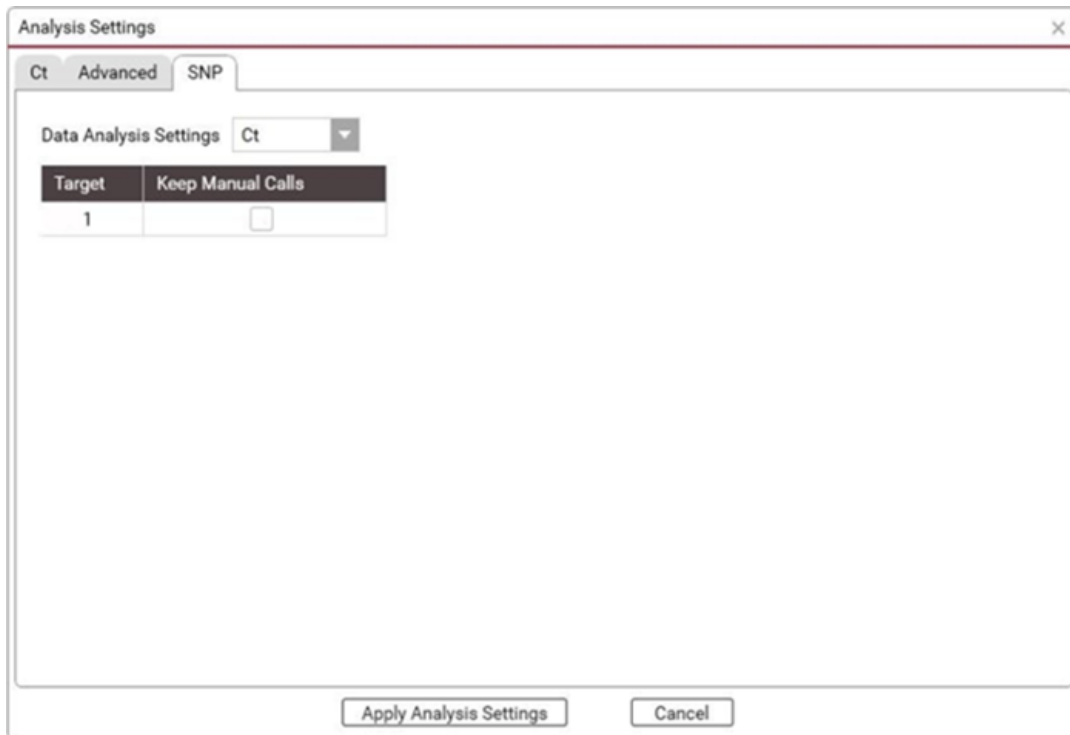 Analysis Settings
Ct Advanced SNP
Data Analysis Settings Ct
Target Keep Manual Calls
1
Apply Analysis Settings Cancel